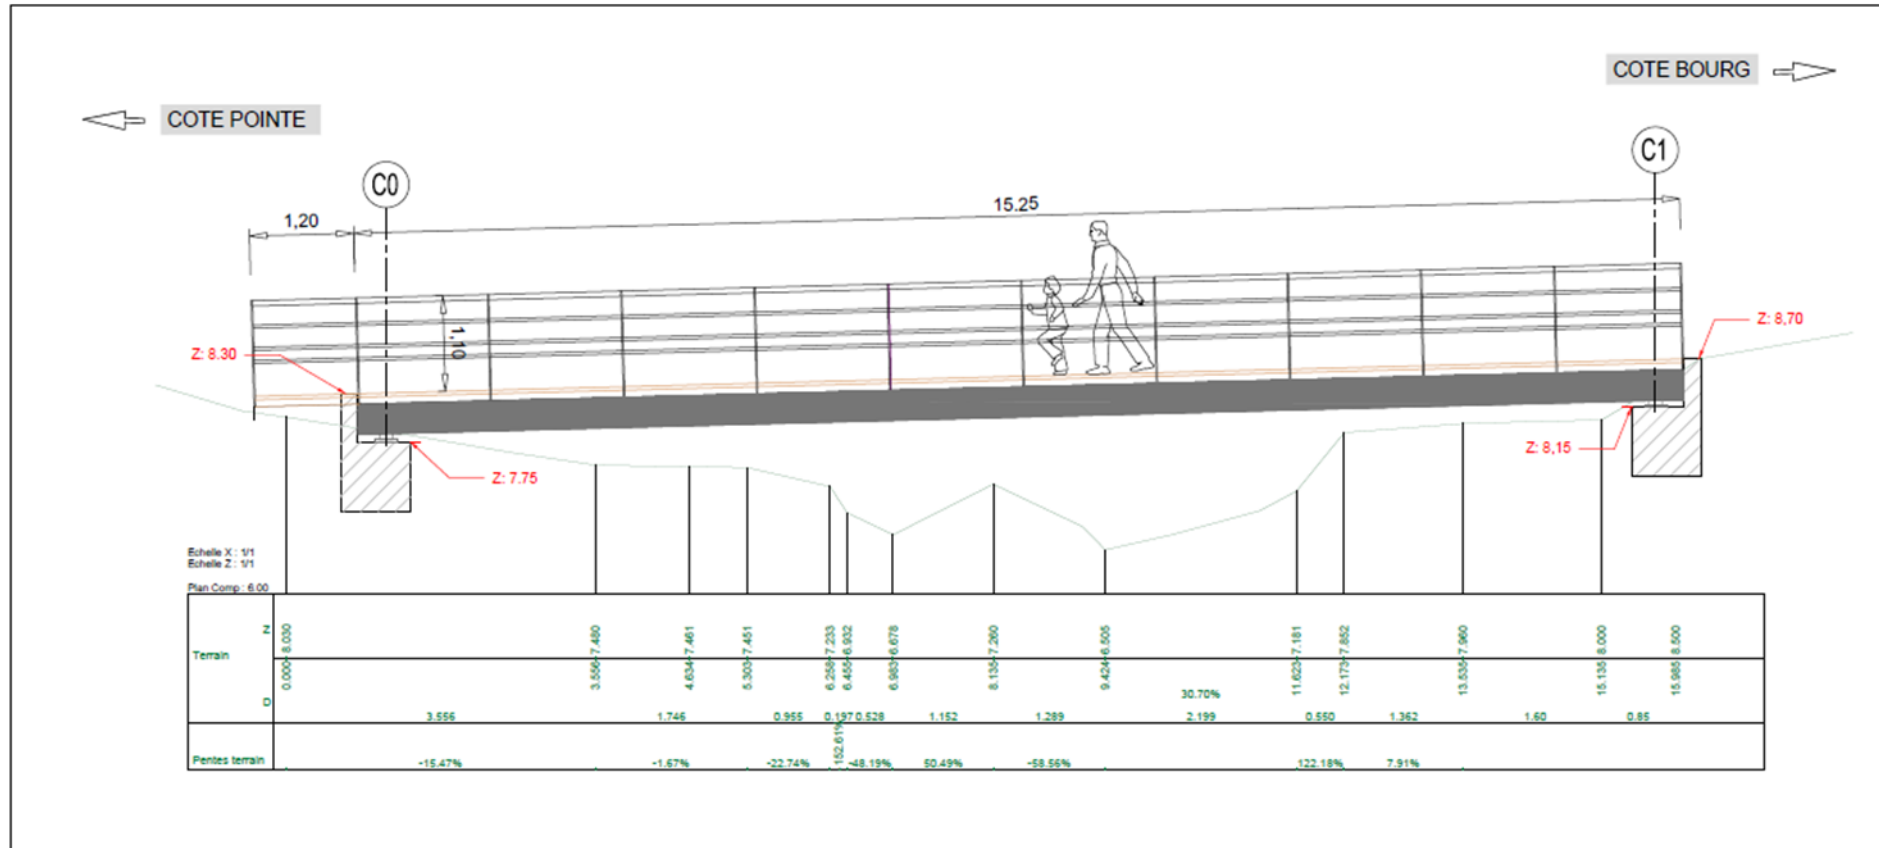 COTE BOURG
COTE POINTE
C1
C0
15.25
1,20
1,10
Z: 8.30
Z: 8,70
Z: 7.75
Z: 8,15
Echelle X : 1/1
Echelle Z : 1/1
Plan Comp : 6.00
Terrain
Z
8.030 7.480 7.461 7.451 7.233 6.932 6.678 7.260 6.505 7.181 7.852 7.960 8.000 8.500
D
0.000 3.556 4.634 5.303 6.258 6.455 6.983 8.135 9.424 11.623 12.173 13.535 15.135 15.985
30.70%
3.556 1.746 0.955 0.197 0.528 1.152 1.289 2.199 0.550 1.362 1.60 0.85
Pentes terrain
-15.47% -1.67% -22.74% -152.61% -48.19% 50.49% -58.56% 122.18% 7.91%